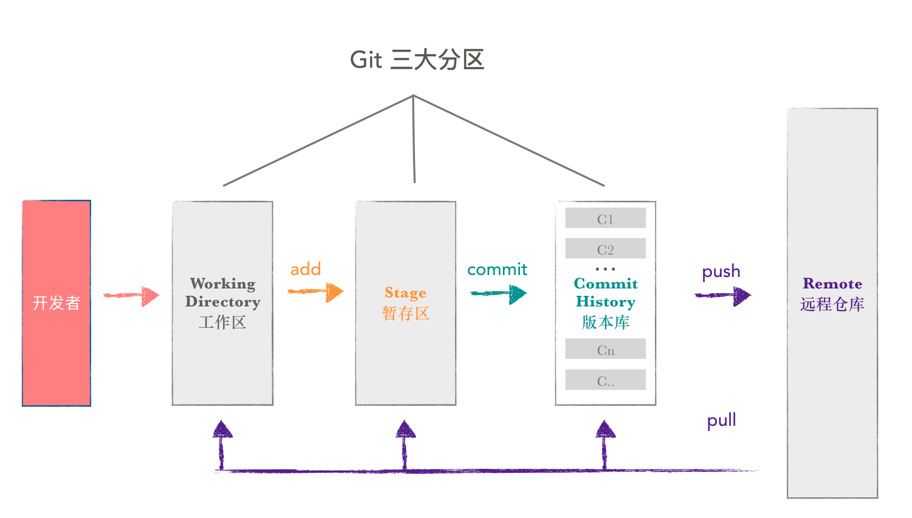 Git 三大分区
开发者
Working
Directory
工作区
add
Stage
暂存区
commit
C1
C2
...
Commit
History
版本库
Cn
C..
push
Remote
远程仓库
pull